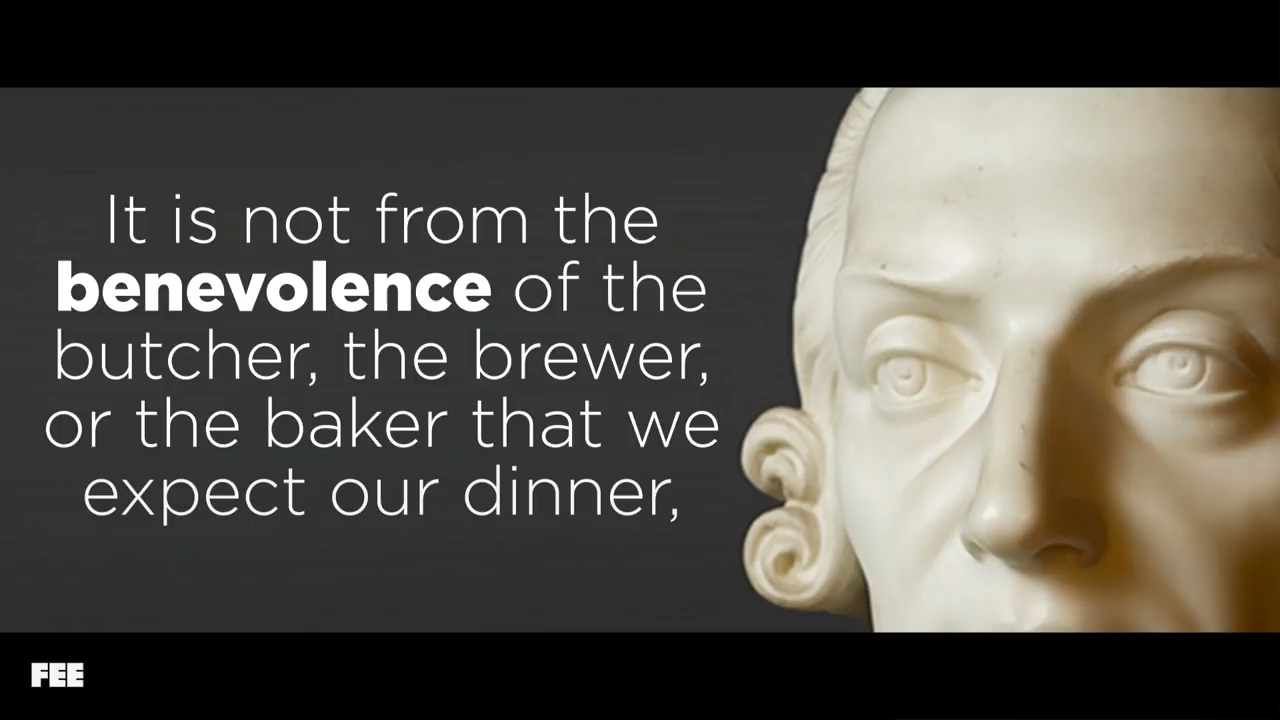 It is not from the
benevolence of the
butcher, the brewer,
or the baker that we
expect our dinner,
FEE